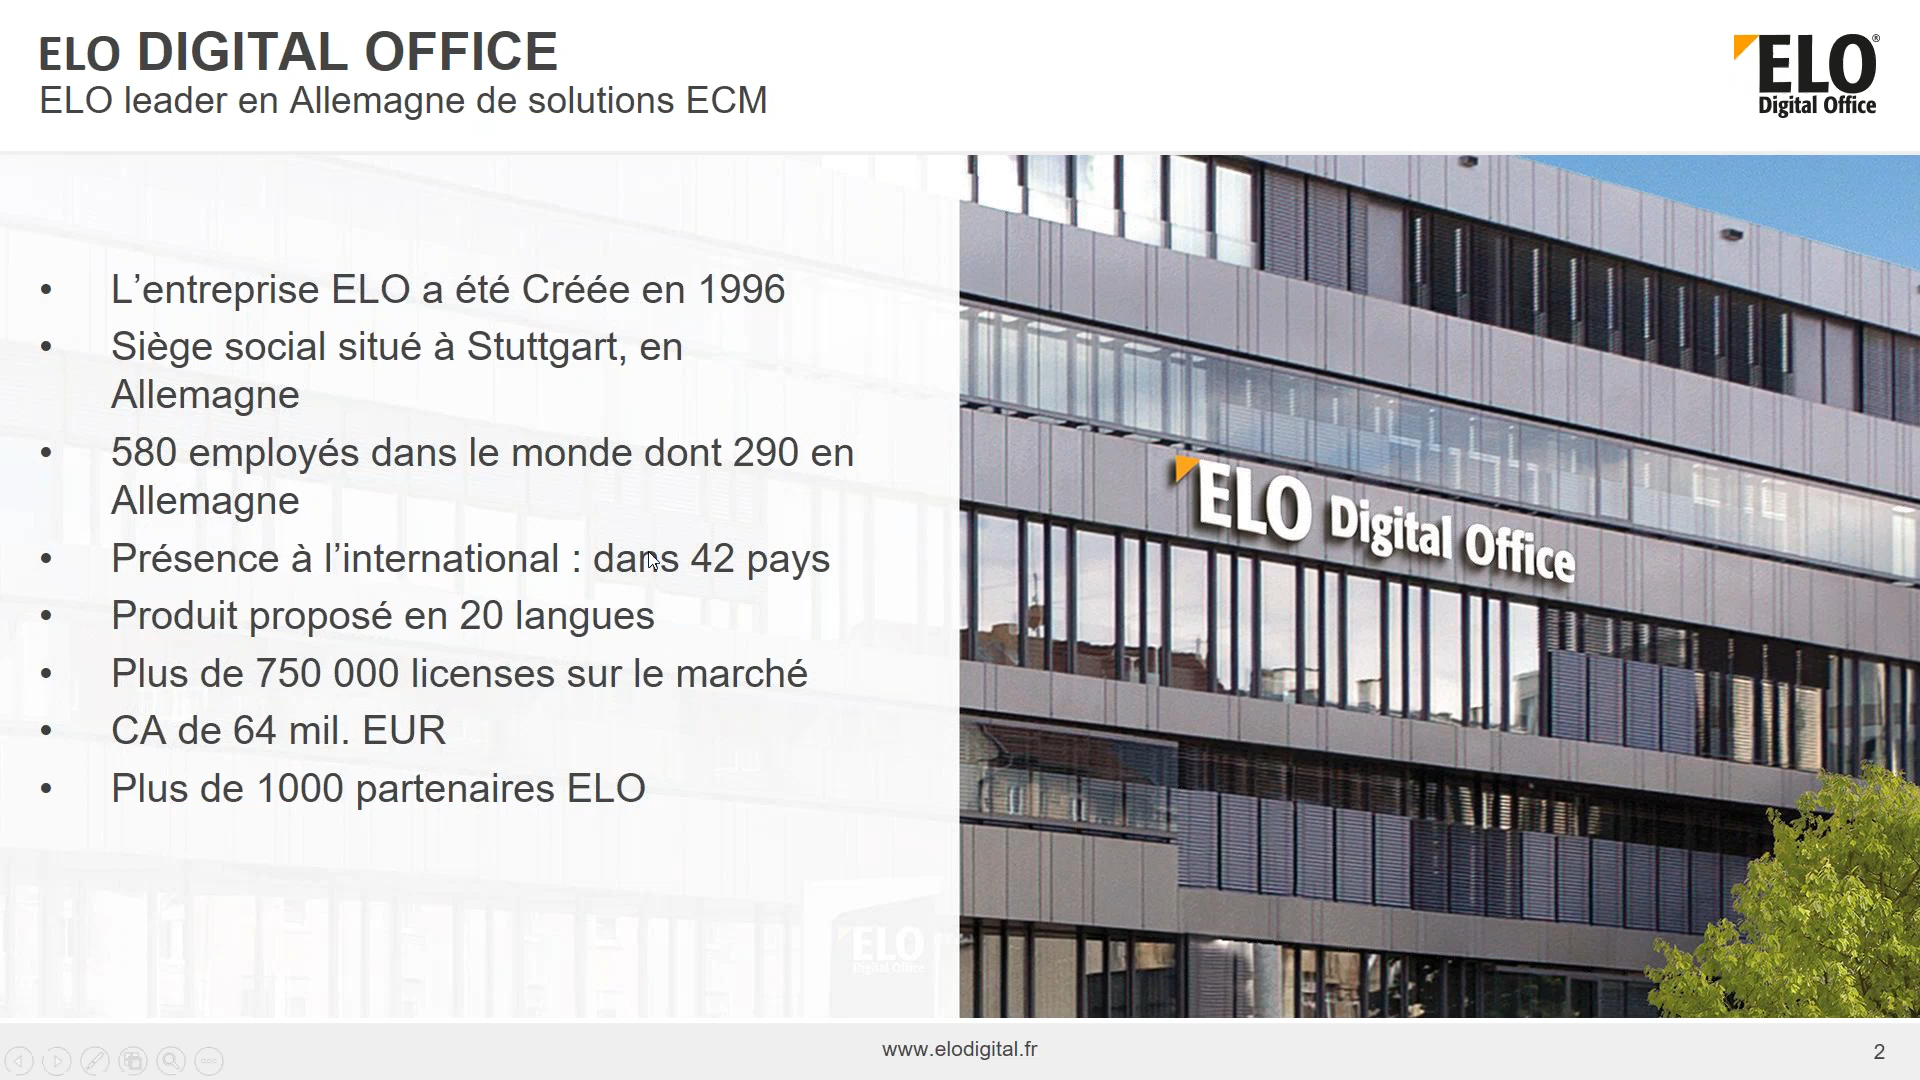 ELO DIGITAL OFFICE
ELO leader en Allemagne de solutions ECM
ELO®
Digital Office
• L’entreprise ELO a été Créée en 1996
• Siège social situé à Stuttgart, en
Allemagne
• 580 employés dans le monde dont 290 en
Allemagne
• Présence à l’international : dans 42 pays
• Produit proposé en 20 langues
• Plus de 750 000 licenses sur le marché
• CA de 64 mil. EUR
• Plus de 1000 partenaires ELO
ELO Digital Office
ELO
Digital Office
www.elodigital.fr
2